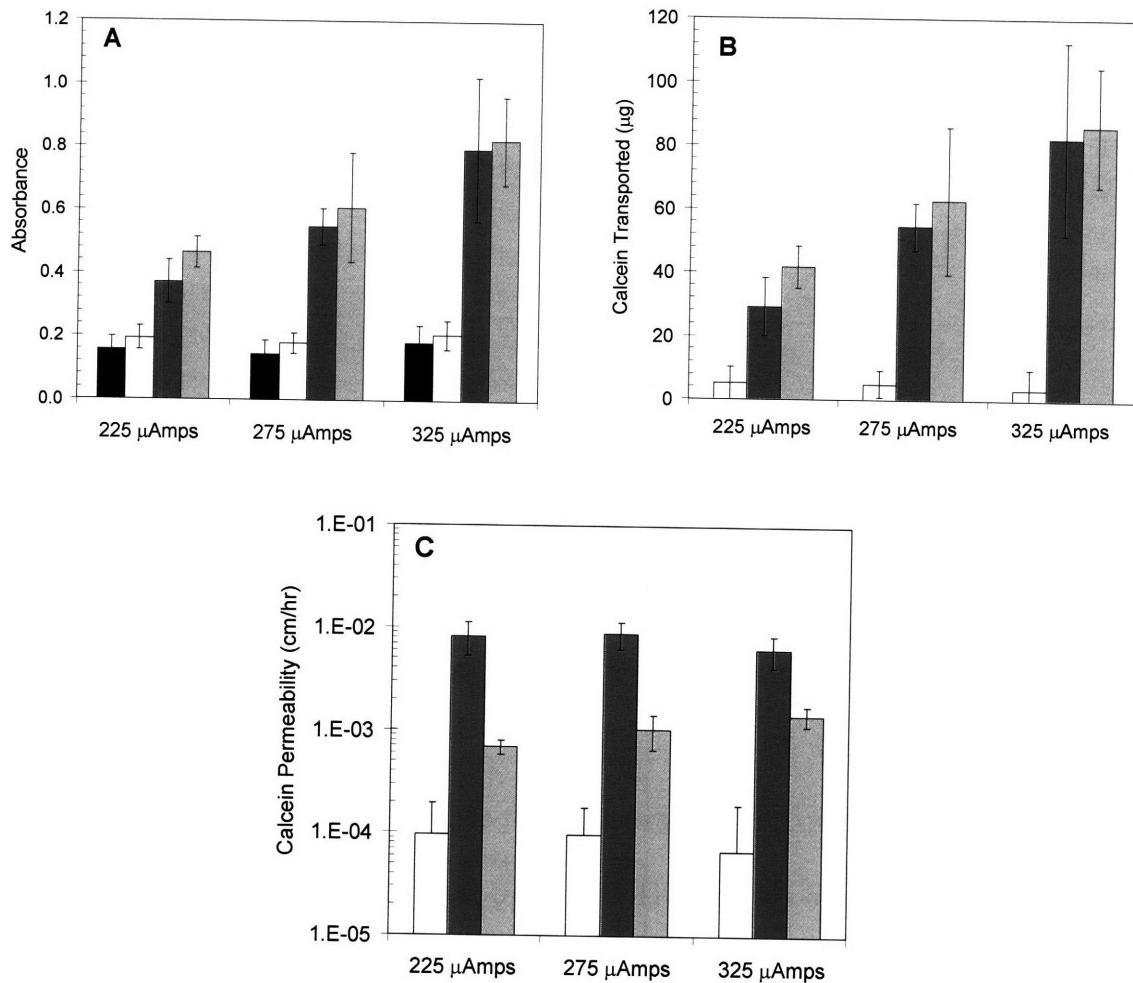 A
Absorbance
1.2
1.0
0.8
0.6
0.4
0.2
0.0
225 μAmps 275 μAmps 325 μAmps
B
Calcein Transported (μg)
120
100
80
60
40
20
0
225 μAmps 275 μAmps 325 μAmps
C
Calcein Permeability (cm/hr)
1.E-01
1.E-02
1.E-03
1.E-04
1.E-05
225 μAmps 275 μAmps 325 μAmps